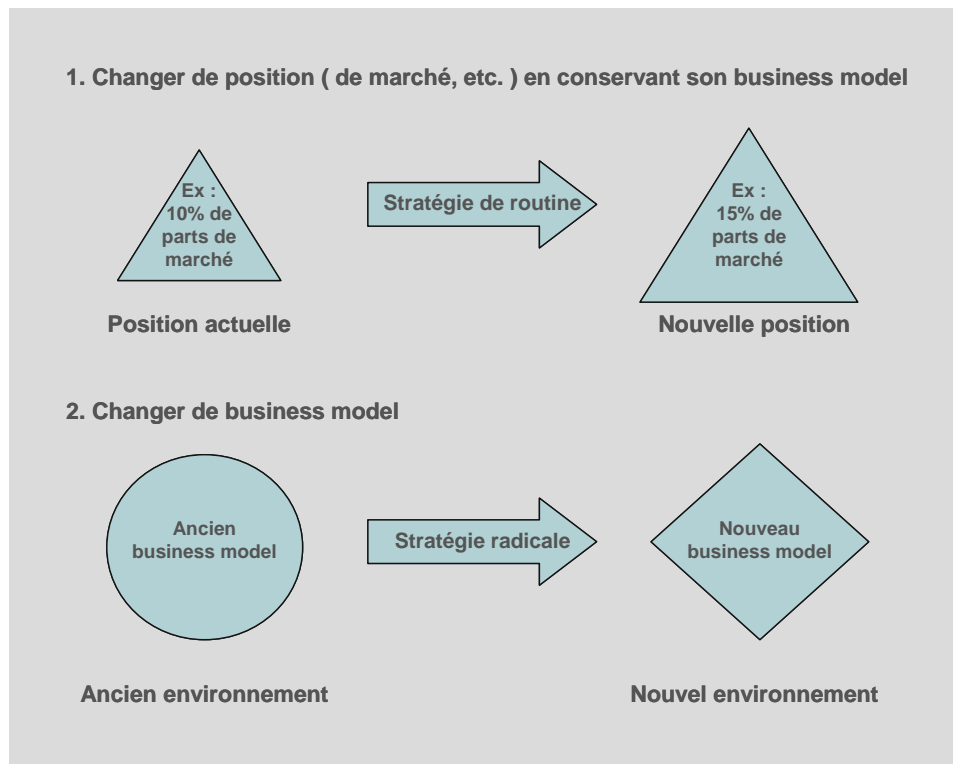 1. Changer de position ( de marché, etc. ) en conservant son business model
Ex :
10% de
parts de
marché
Stratégie de routine
Ex :
15% de
parts de
marché
Position actuelle
Nouvelle position
2. Changer de business model
Ancien
business model
Stratégie radicale
Nouveau
business model
Ancien environnement
Nouvel environnement